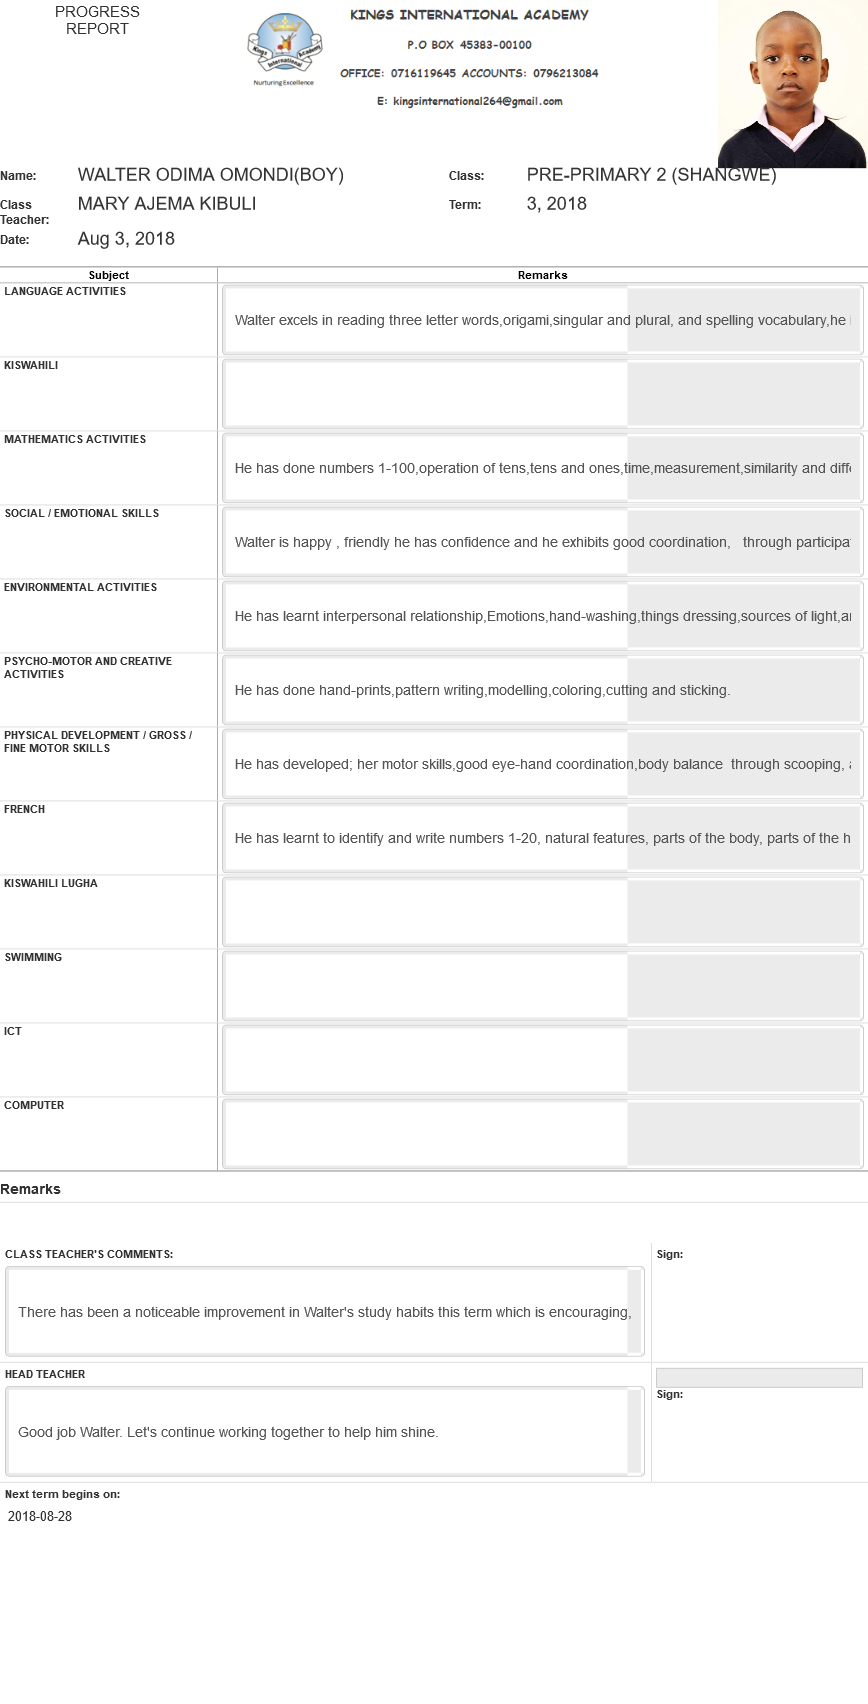 PROGRESS
REPORT
Kings International Academy
Nurturing Excellence
KINGS INTERNATIONAL ACADEMY
P.O BOX 45383-00100
OFFICE: 0716119645 ACCOUNTS: 0796213084
E: kingsinternational264@gmail.com
Name: WALTER ODIMA OMONDI(BOY) Class: PRE-PRIMARY 2 (SHANGWE)
Class Teacher: MARY AJEMA KIBULI Term: 3, 2018
Date: Aug 3, 2018
Subject Remarks
LANGUAGE ACTIVITIES
Walter excels in reading three letter words,origami,singular and plural, and spelling vocabulary,he
KISWAHILI
MATHEMATICS ACTIVITIES
He has done numbers 1-100,operation of tens,tens and ones,time,measurement,similarity and diffe
SOCIAL / EMOTIONAL SKILLS
Walter is happy , friendly he has confidence and he exhibits good coordination,   through participa
ENVIRONMENTAL ACTIVITIES
He has learnt interpersonal relationship,Emotions,hand-washing,things dressing,sources of light,
PSYCHO-MOTOR AND CREATIVE
ACTIVITIES
He has done hand-prints,pattern writing,modelling,coloring,cutting and sticking.
PHYSICAL DEVELOPMENT / GROSS /
FINE MOTOR SKILLS
He has developed; her motor skills,good eye-hand coordination,body balance  through scooping,
FRENCH
He has learnt to identify and write numbers 1-20, natural features, parts of the body, parts of the h
KISWAHILI LUGHA
SWIMMING
ICT
COMPUTER
Remarks
CLASS TEACHER'S COMMENTS: Sign:
There has been a noticeable improvement in Walter's study habits this term which is encouraging,
HEAD TEACHER
Sign:
Good job Walter. Let's continue working together to help him shine.
Next term begins on:
2018-08-28